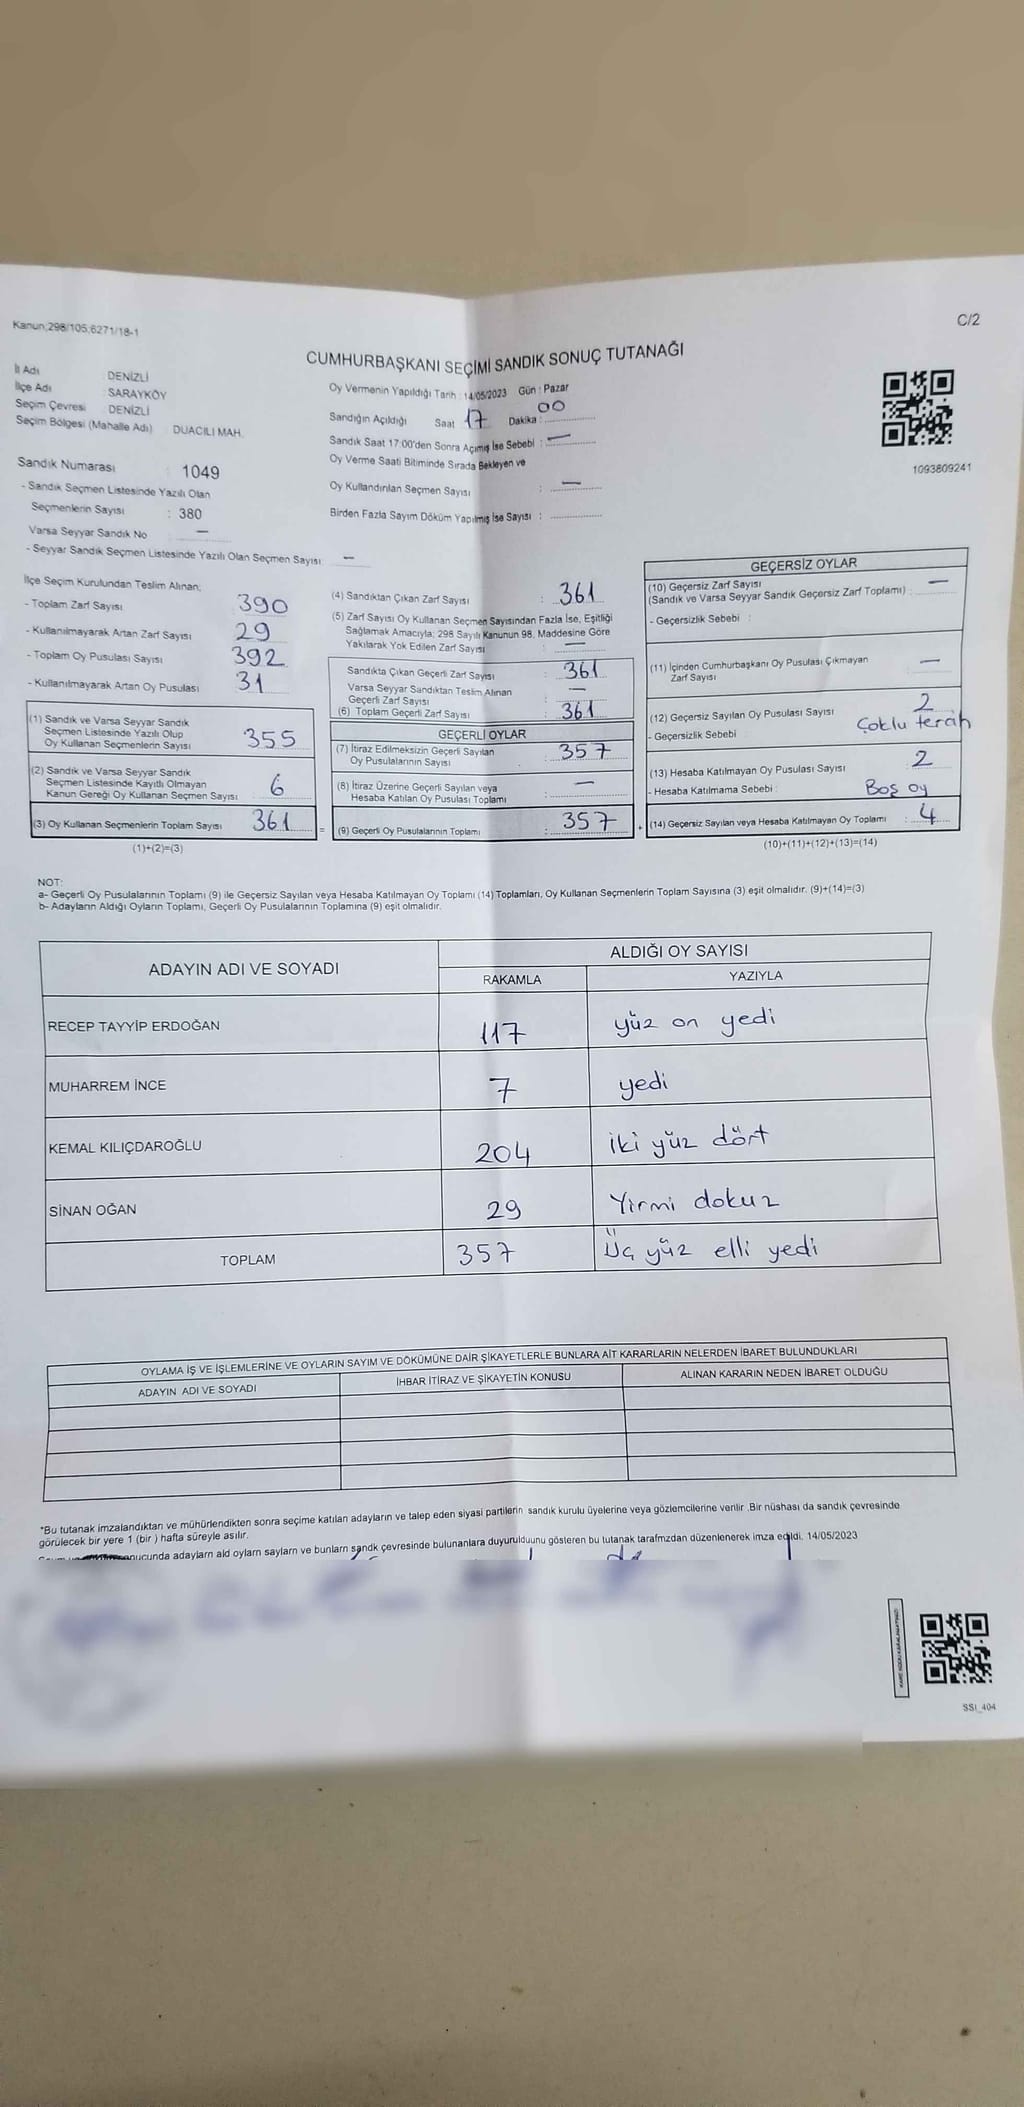 Kanun;298/105;6271/18-1
C/2
CUMHURBAŞKANI SEÇİMİ SANDIK SONUÇ TUTANAĞI
İl Adı : DENİZLİ
İlçe Adı : SARAYKÖY
Seçim Çevresi : DENİZLİ
Seçim Bölgesi (Mahalle Adı) : DUACILI MAH.
Sandık Numarası : 1049
- Sandık Seçmen Listesinde Yazılı Olan
Seçmenlerin Sayısı : 380
Varsa Seyyar Sandık No : —
- Seyyar Sandık Seçmen Listesinde Yazılı Olan Seçmen Sayısı : —
Oy Vermenin Yapıldığı Tarih : 14/05/2023 Gün : Pazar
Sandığın Açıldığı Saat 17 Dakika : 00
Sandık Saat 17:00'den Sonra Açımış İse Sebebi : —
Oy Verme Saati Bitiminde Sırada Bekleyen ve
Oy Kullandırılan Seçmen Sayısı : —
Birden Fazla Sayım Döküm Yapılmış İse Sayısı :
1093809241
İlçe Seçim Kurulundan Teslim Alınan;
- Toplam Zarf Sayısı 390
- Kullanılmayarak Artan Zarf Sayısı 29
- Toplam Oy Pusulası Sayısı 392
- Kullanılmayarak Artan Oy Pusulası 31
(1) Sandık ve Varsa Seyyar Sandık
Seçmen Listesinde Yazılı Olup
Oy Kullanan Seçmenlerin Sayısı 355
(2) Sandık ve Varsa Seyyar Sandık
Seçmen Listesinde Kayıtlı Olmayan
Kanun Gereği Oy Kullanan Seçmen Sayısı : 6
(3) Oy Kullanan Seçmenlerin Toplam Sayısı 361
(1)+(2)=(3)
(4) Sandıktan Çıkan Zarf Sayısı : 361
(5) Zarf Sayısı Oy Kullanan Seçmen Sayısından Fazla İse, Eşitliği
Sağlamak Amacıyla; 298 Sayılı Kanunun 98. Maddesine Göre
Yakılarak Yok Edilen Zarf Sayısı : —
Sandıkta Çıkan Geçerli Zarf Sayısı : 361
Varsa Seyyar Sandıktan Teslim Alınan
Geçerli Zarf Sayısı : —
(6) Toplam Geçerli Zarf Sayısı : 361
GEÇERLİ OYLAR
(7) İtiraz Edilmeksizin Geçerli Sayılan
Oy Pusulalarının Sayısı : 357
(8) İtiraz Üzerine Geçerli Sayılan veya
Hesaba Katılan Oy Pusulası Toplamı : —
= (9) Geçerli Oy Pusulalarının Toplamı : 357
GEÇERSİZ OYLAR
(10) Geçersiz Zarf Sayısı
(Sandık ve Varsa Seyyar Sandık Geçersiz Zarf Toplamı) : —
- Geçersizlik Sebebi :
(11) İçinden Cumhurbaşkanı Oy Pusulası Çıkmayan
Zarf Sayısı : —
(12) Geçersiz Sayılan Oy Pusulası Sayısı : 2
- Geçersizlik Sebebi : Çoklu tercih
(13) Hesaba Katılmayan Oy Pusulası Sayısı : 2
- Hesaba Katılmama Sebebi : Boş oy
+ (14) Geçersiz Sayılan veya Hesaba Katılmayan Oy Toplamı : 4
(10)+(11)+(12)+(13)=(14)
NOT:
a- Geçerli Oy Pusulalarının Toplamı (9) ile Geçersiz Sayılan veya Hesaba Katılmayan Oy Toplamı (14) Toplamları, Oy Kullanan Seçmenlerin Toplam Sayısına (3) eşit olmalıdır. (9)+(14)=(3)
b- Adayların Aldığı Oyların Toplamı, Geçerli Oy Pusulalarının Toplamına (9) eşit olmalıdır.
ADAYIN ADI VE SOYADI ALDIĞI OY SAYISI
RAKAMLA YAZIYLA
RECEP TAYYİP ERDOĞAN 117 yüz on yedi
MUHARREM İNCE 7 yedi
KEMAL KILIÇDAROĞLU 204 iki yüz dört
SİNAN OĞAN 29 Yirmi dokuz
TOPLAM 357 Üç yüz elli yedi
OYLAMA İŞ VE İŞLEMLERİNE VE OYLARIN SAYIM VE DÖKÜMÜNE DAİR ŞİKAYETLERLE BUNLARA AİT KARARLARIN NELERDEN İBARET BULUNDUKLARI
ADAYIN ADI VE SOYADI İHBAR İTİRAZ VE ŞİKAYETİN KONUSU ALINAN KARARIN NEDEN İBARET OLDUĞU
*Bu tutanak imzalandıktan ve mühürlendikten sonra seçime katılan adayların ve talep eden siyasi partilerin sandık kurulu üyelerine veya gözlemcilerine verilir .Bir nüshası da sandık çevresinde
görülecek bir yere 1 (bir ) hafta süreyle asılır.
adayların ald oyların sayların ve bunların sandk çevresinde bulunanlara duyurulduunu gösteren bu tutanak tarafmzdan düzenlenerek imza edildi. 14/05/2023
SSI_404